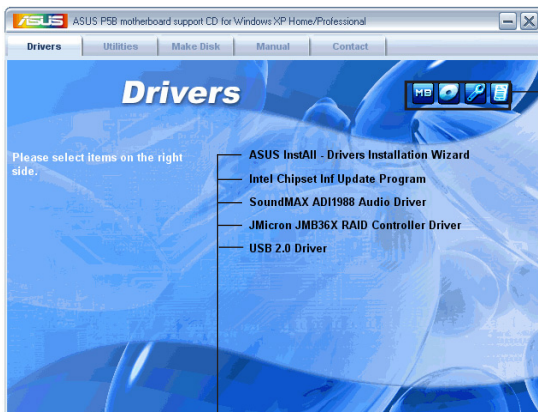 ASUS ASUS P5B motherboard support CD for Windows XP Home/Professional
Drivers Utilities Make Disk Manual Contact
Drivers
MB
Please select items on the right
side.
ASUS InstAll - Drivers Installation Wizard
Intel Chipset Inf Update Program
SoundMAX ADI1988 Audio Driver
JMicron JMB36X RAID Controller Driver
USB 2.0 Driver